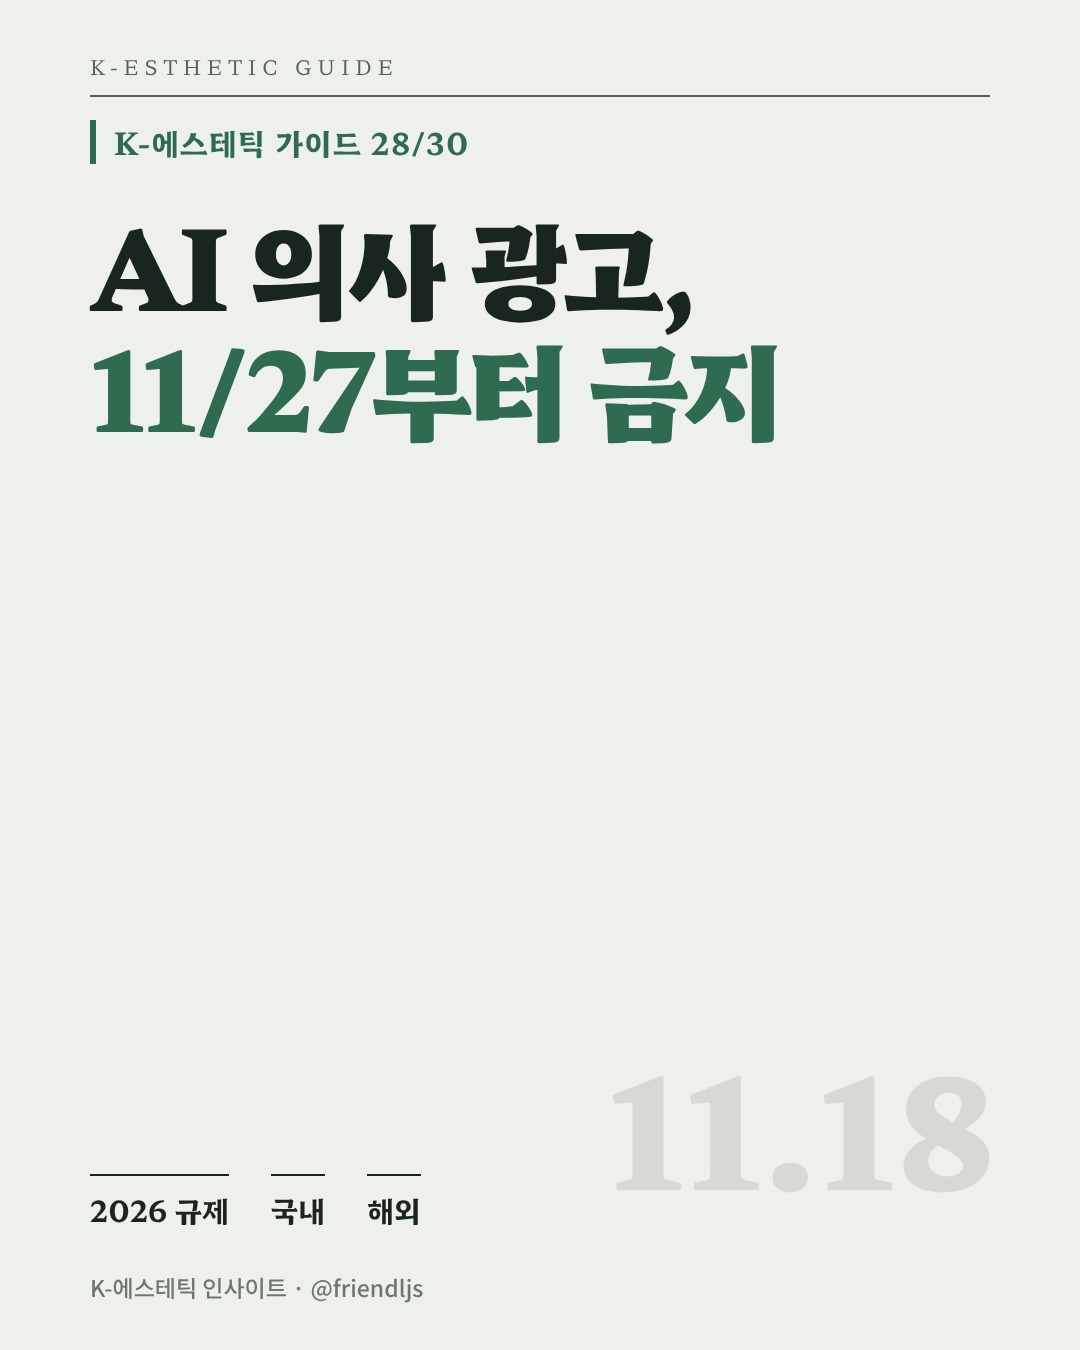 K-ESTHETIC GUIDE
K-에스테틱 가이드 28/30
AI 의사 광고,
11/27부터 금지
11.18
2026 규제 국내 해외
K-에스테틱 인사이트 · @friendljs